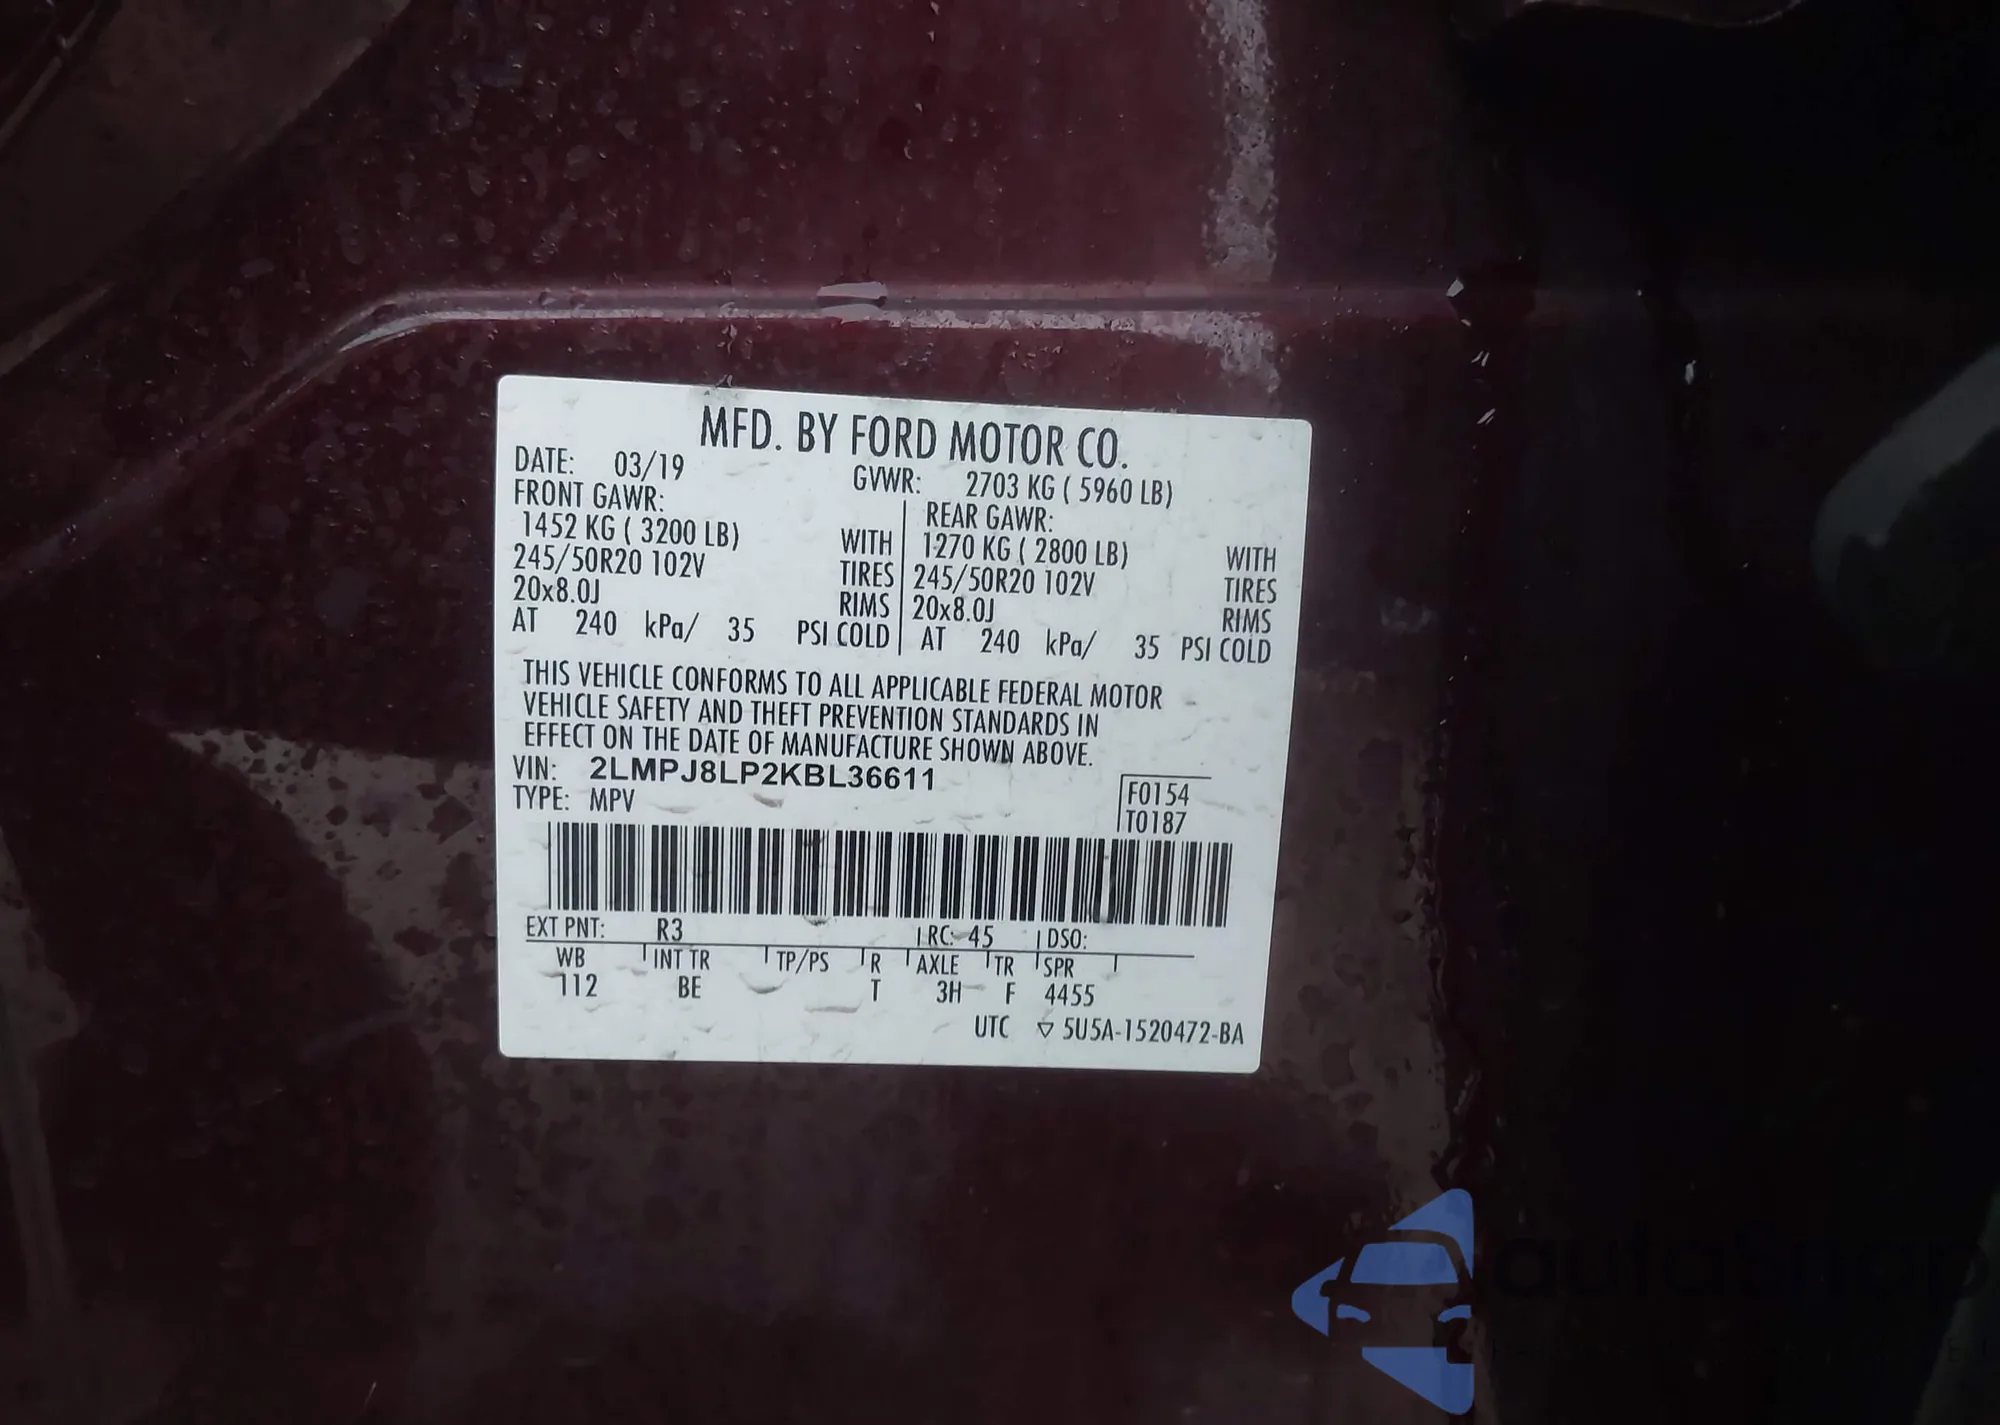 MFD. BY FORD MOTOR CO.
DATE: 03/19 GVWR: 2703 KG ( 5960 LB)
FRONT GAWR: REAR GAWR:
1452 KG ( 3200 LB) WITH 1270 KG ( 2800 LB) WITH
245/50R20 102V TIRES 245/50R20 102V TIRES
20x8.0J RIMS 20x8.0J RIMS
AT 240 kPa/ 35 PSI COLD AT 240 kPa/ 35 PSI COLD
THIS VEHICLE CONFORMS TO ALL APPLICABLE FEDERAL MOTOR
VEHICLE SAFETY AND THEFT PREVENTION STANDARDS IN
EFFECT ON THE DATE OF MANUFACTURE SHOWN ABOVE.
VIN: 2LMPJ8LP2KBL36611
TYPE: MPV
F0154
T0187
EXT PNT: R3 RC: 45 DSO:
WB INT TR TP/PS R AXLE TR SPR
112 BE T 3H F 4455
UTC ▽ 5U5A-1520472-BA
autosnap